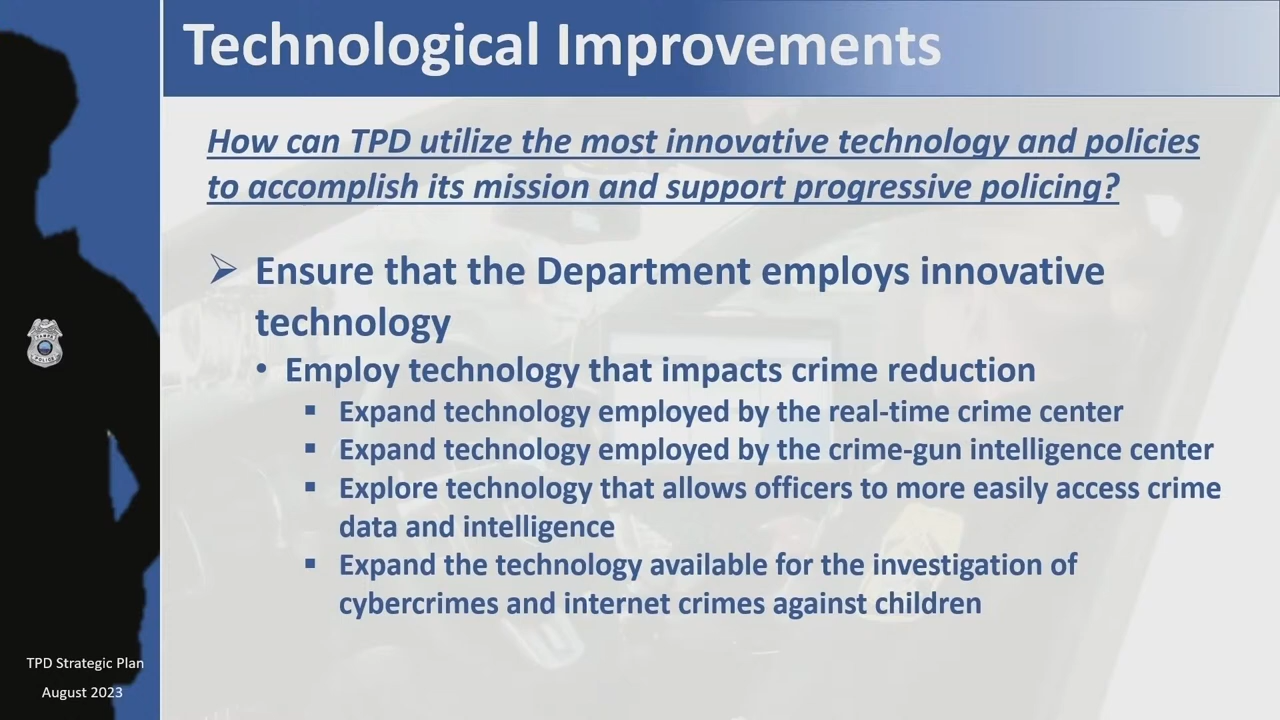 Technological Improvements
How can TPD utilize the most innovative technology and policies
to accomplish its mission and support progressive policing?
➢ Ensure that the Department employs innovative
technology
• Employ technology that impacts crime reduction
▪ Expand technology employed by the real-time crime center
▪ Expand technology employed by the crime-gun intelligence center
▪ Explore technology that allows officers to more easily access crime
data and intelligence
▪ Expand the technology available for the investigation of
cybercrimes and internet crimes against children
TAMPA
POLICE
TPD Strategic Plan
August 2023